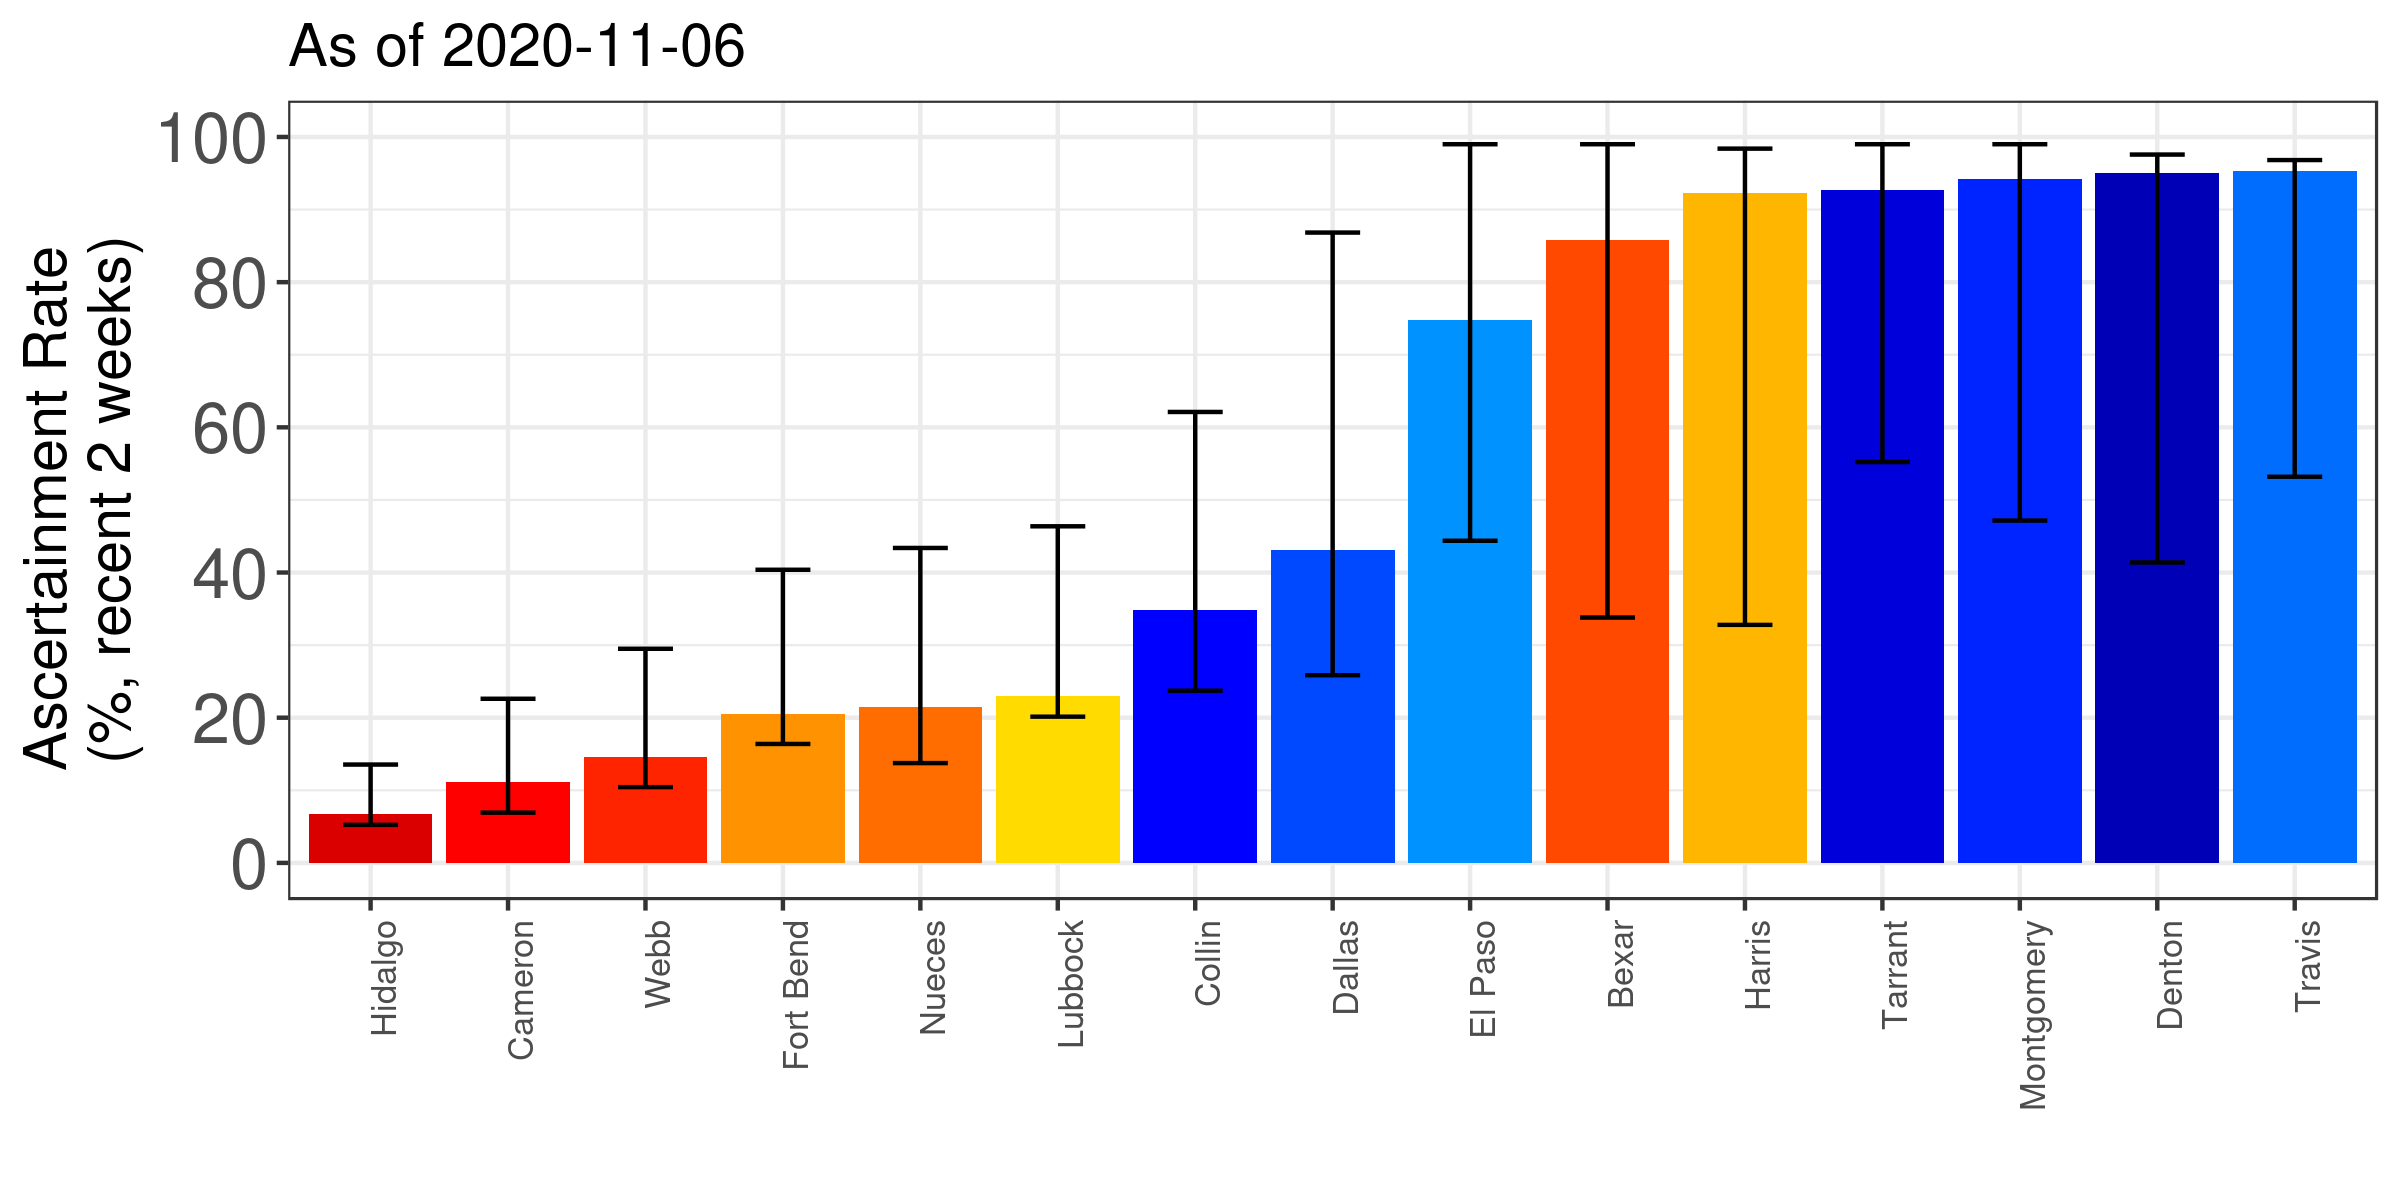 As of 2020-11-06
Ascertainment Rate
(%, recent 2 weeks)
100
80
60
40
20
0
Hidalgo
Cameron
Webb
Fort Bend
Nueces
Lubbock
Collin
Dallas
El Paso
Bexar
Harris
Tarrant
Montgomery
Denton
Travis